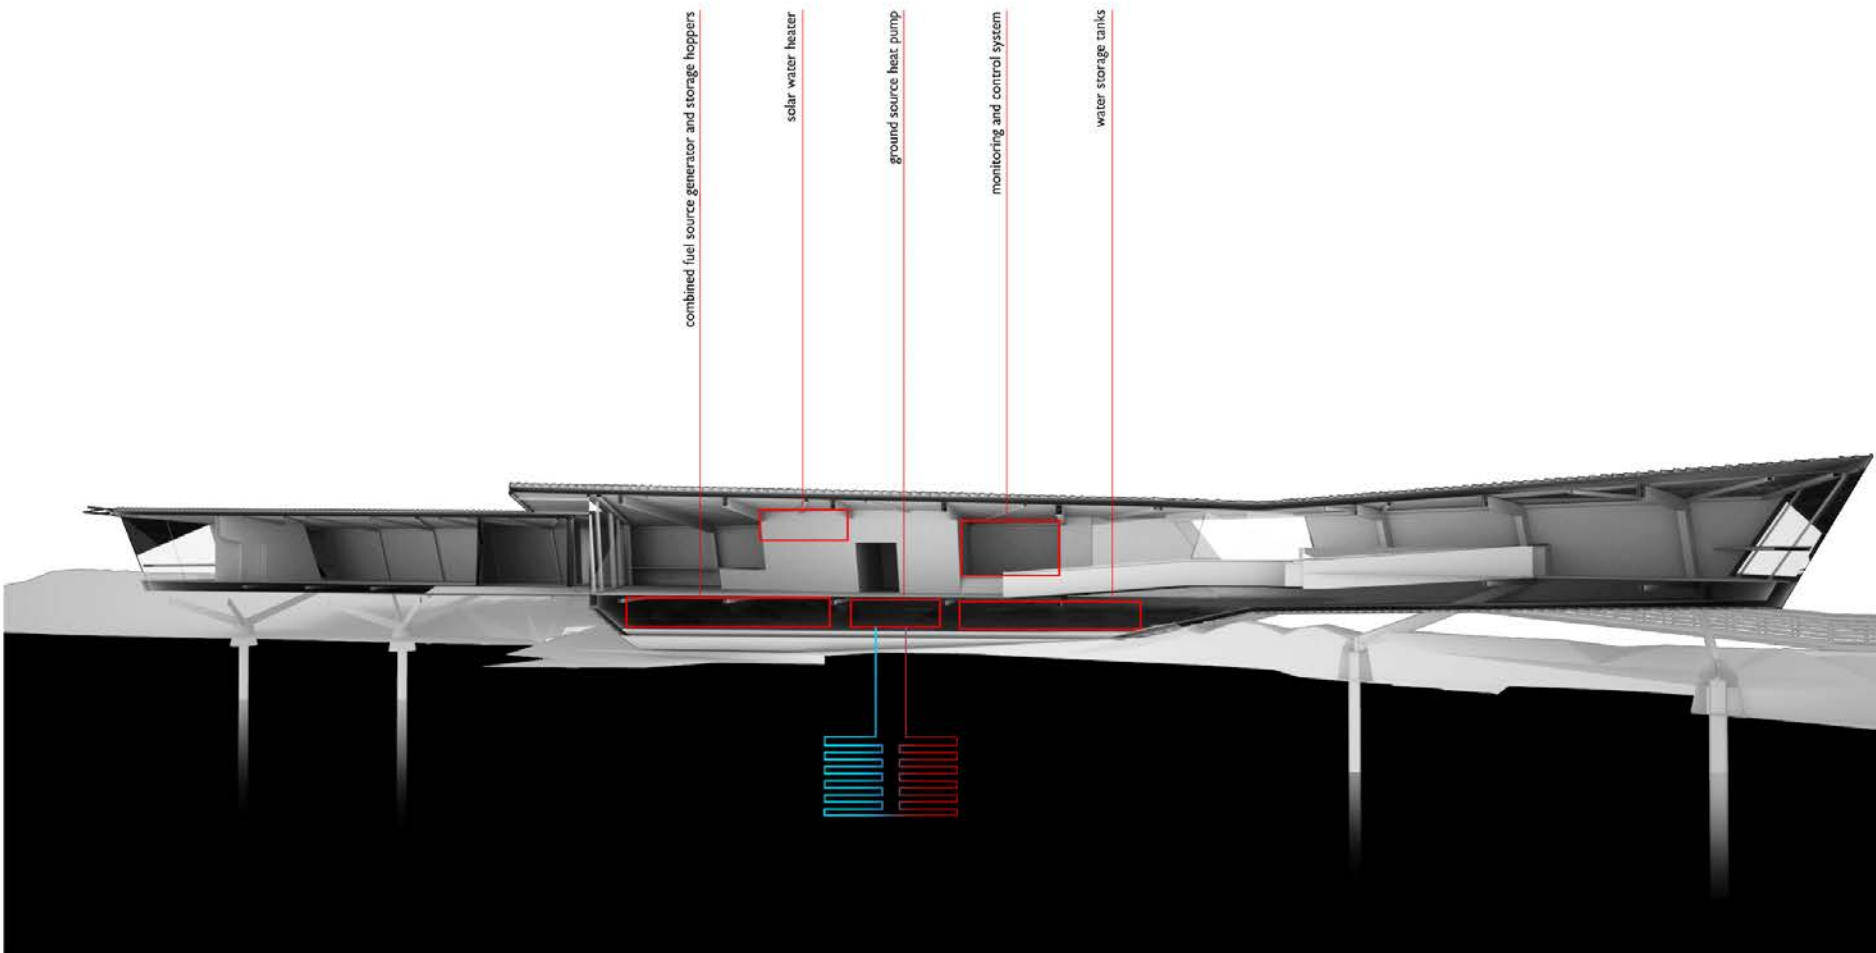 combined fuel source generator and storage hoppers
solar water heater
ground source heat pump
monitoring and control system
water storage tanks